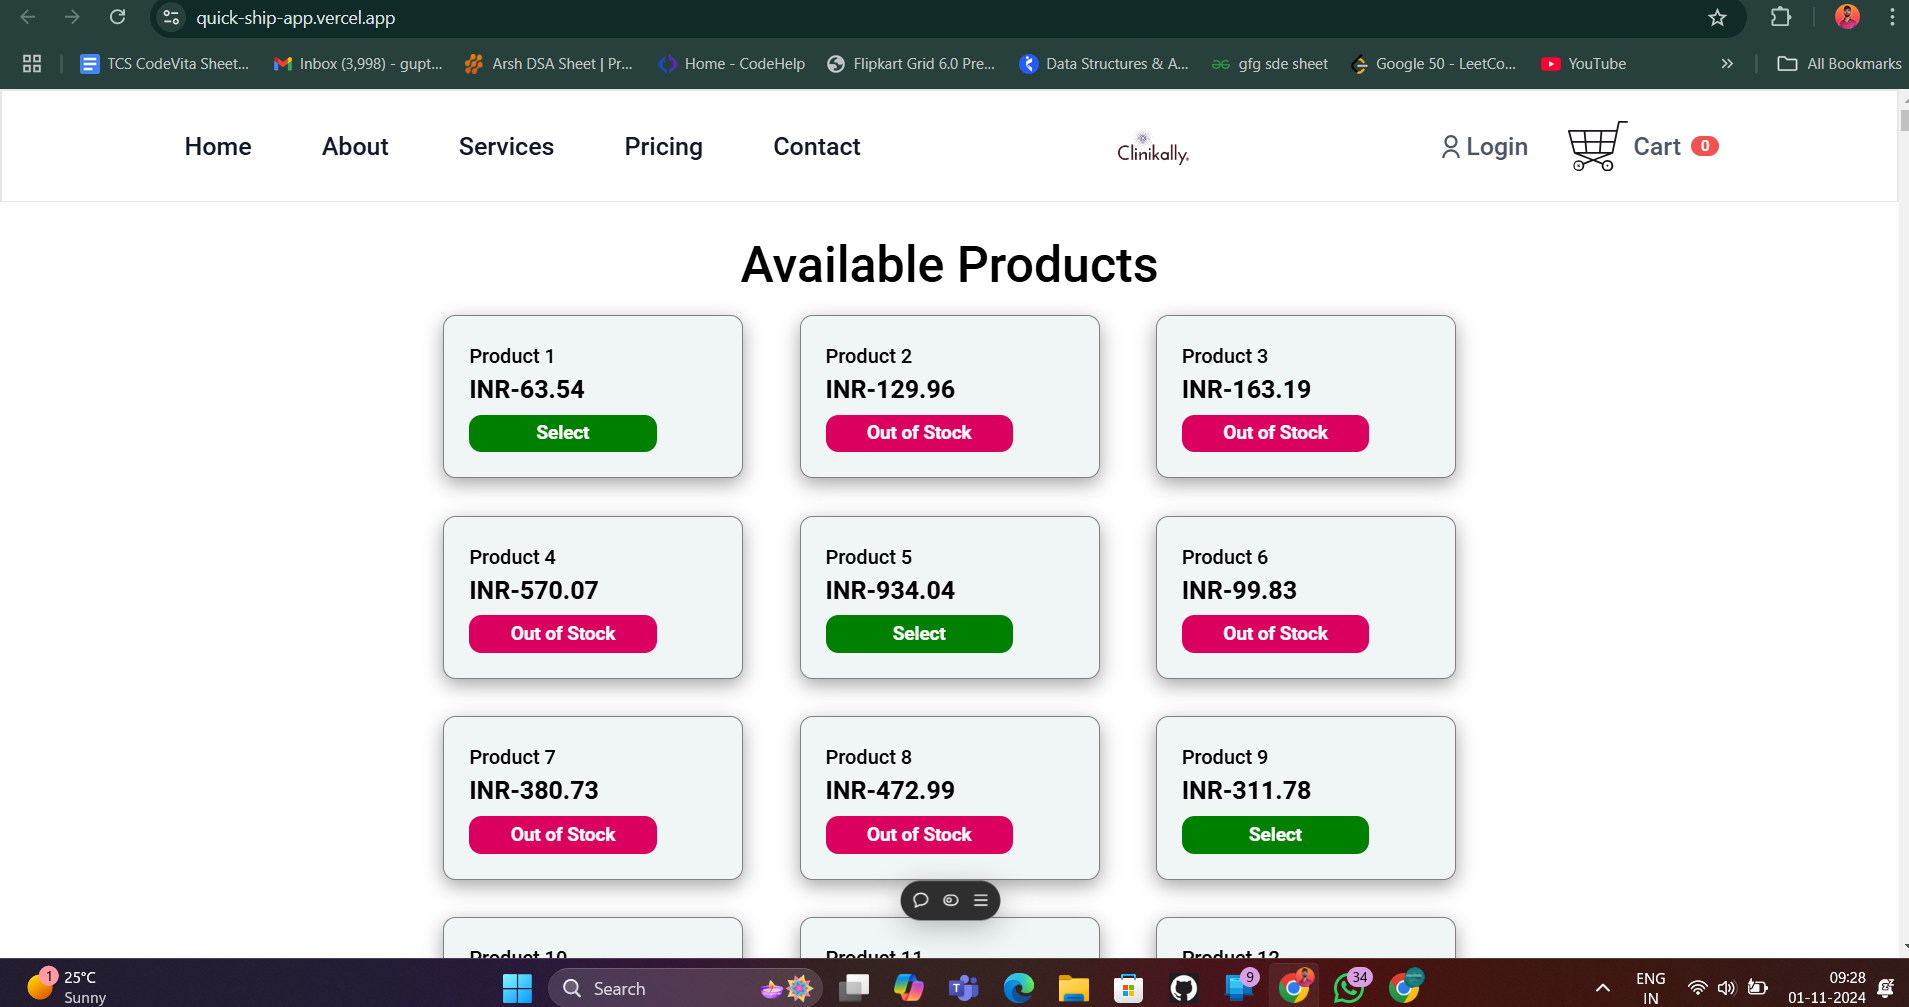 quick-ship-app.vercel.app
TCS CodeVita Sheet...
Inbox (3,998) - gupt...
Arsh DSA Sheet | Pr...
Home - CodeHelp
Flipkart Grid 6.0 Pre...
Data Structures & A...
gfg sde sheet
Google 50 - LeetCo...
YouTube
All Bookmarks
Home
About
Services
Pricing
Contact
Clinikally
Login
Cart 0
Available Products
Product 1
INR-63.54
Select
Product 2
INR-129.96
Out of Stock
Product 3
INR-163.19
Out of Stock
Product 4
INR-570.07
Out of Stock
Product 5
INR-934.04
Select
Product 6
INR-99.83
Out of Stock
Product 7
INR-380.73
Out of Stock
Product 8
INR-472.99
Out of Stock
Product 9
INR-311.78
Select
Product 10
Product 11
Product 12
1
25°C
Sunny
Search
9
34
ENG
IN
09:28
01-11-2024